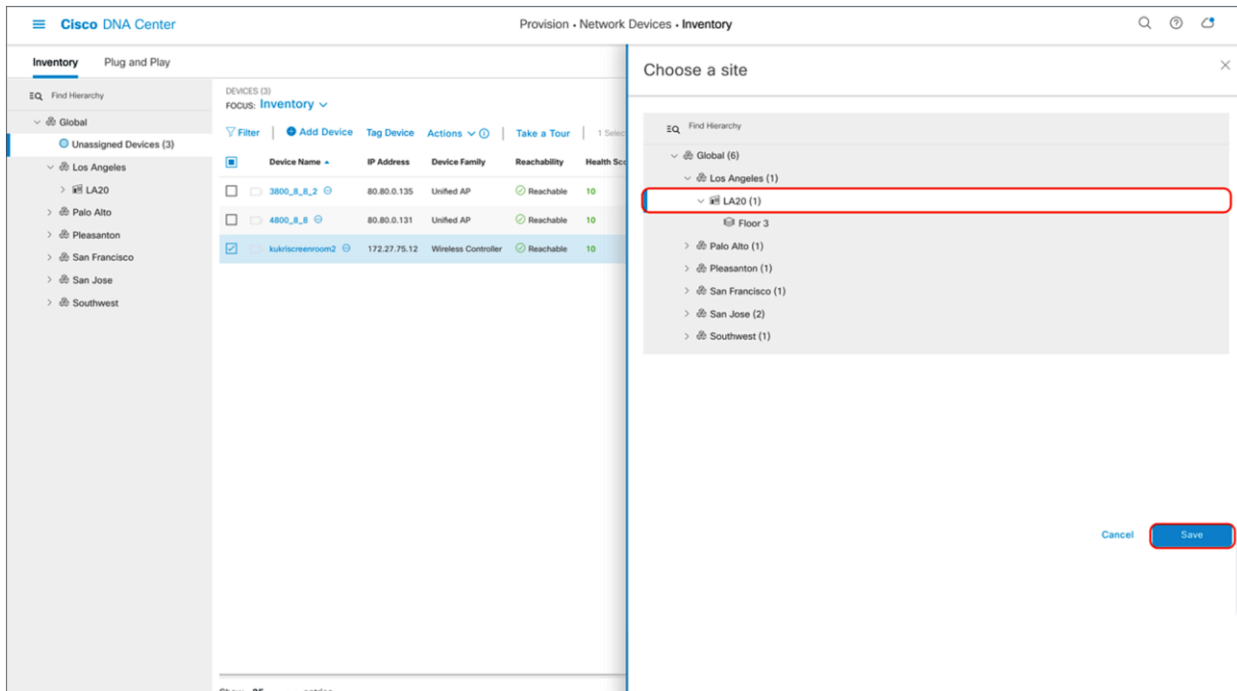 Cisco DNA Center
Provision • Network Devices • Inventory
Inventory Plug and Play
Find Hierarchy
Global
Unassigned Devices (3)
Los Angeles
LA20
Palo Alto
Pleasanton
San Francisco
San Jose
Southwest
DEVICES (3)
FOCUS: Inventory
Filter Add Device Tag Device Actions Take a Tour 1 Selec
Device Name IP Address Device Family Reachability Health Sco
3800_8_8_2 80.80.0.135 Unified AP Reachable 10
4800_8_8 80.80.0.131 Unified AP Reachable 10
kukriscreenroom2 172.27.75.12 Wireless Controller Reachable 10
Choose a site
Find Hierarchy
Global (6)
Los Angeles (1)
LA20 (1)
Floor 3
Palo Alto (1)
Pleasanton (1)
San Francisco (1)
San Jose (2)
Southwest (1)
Cancel Save